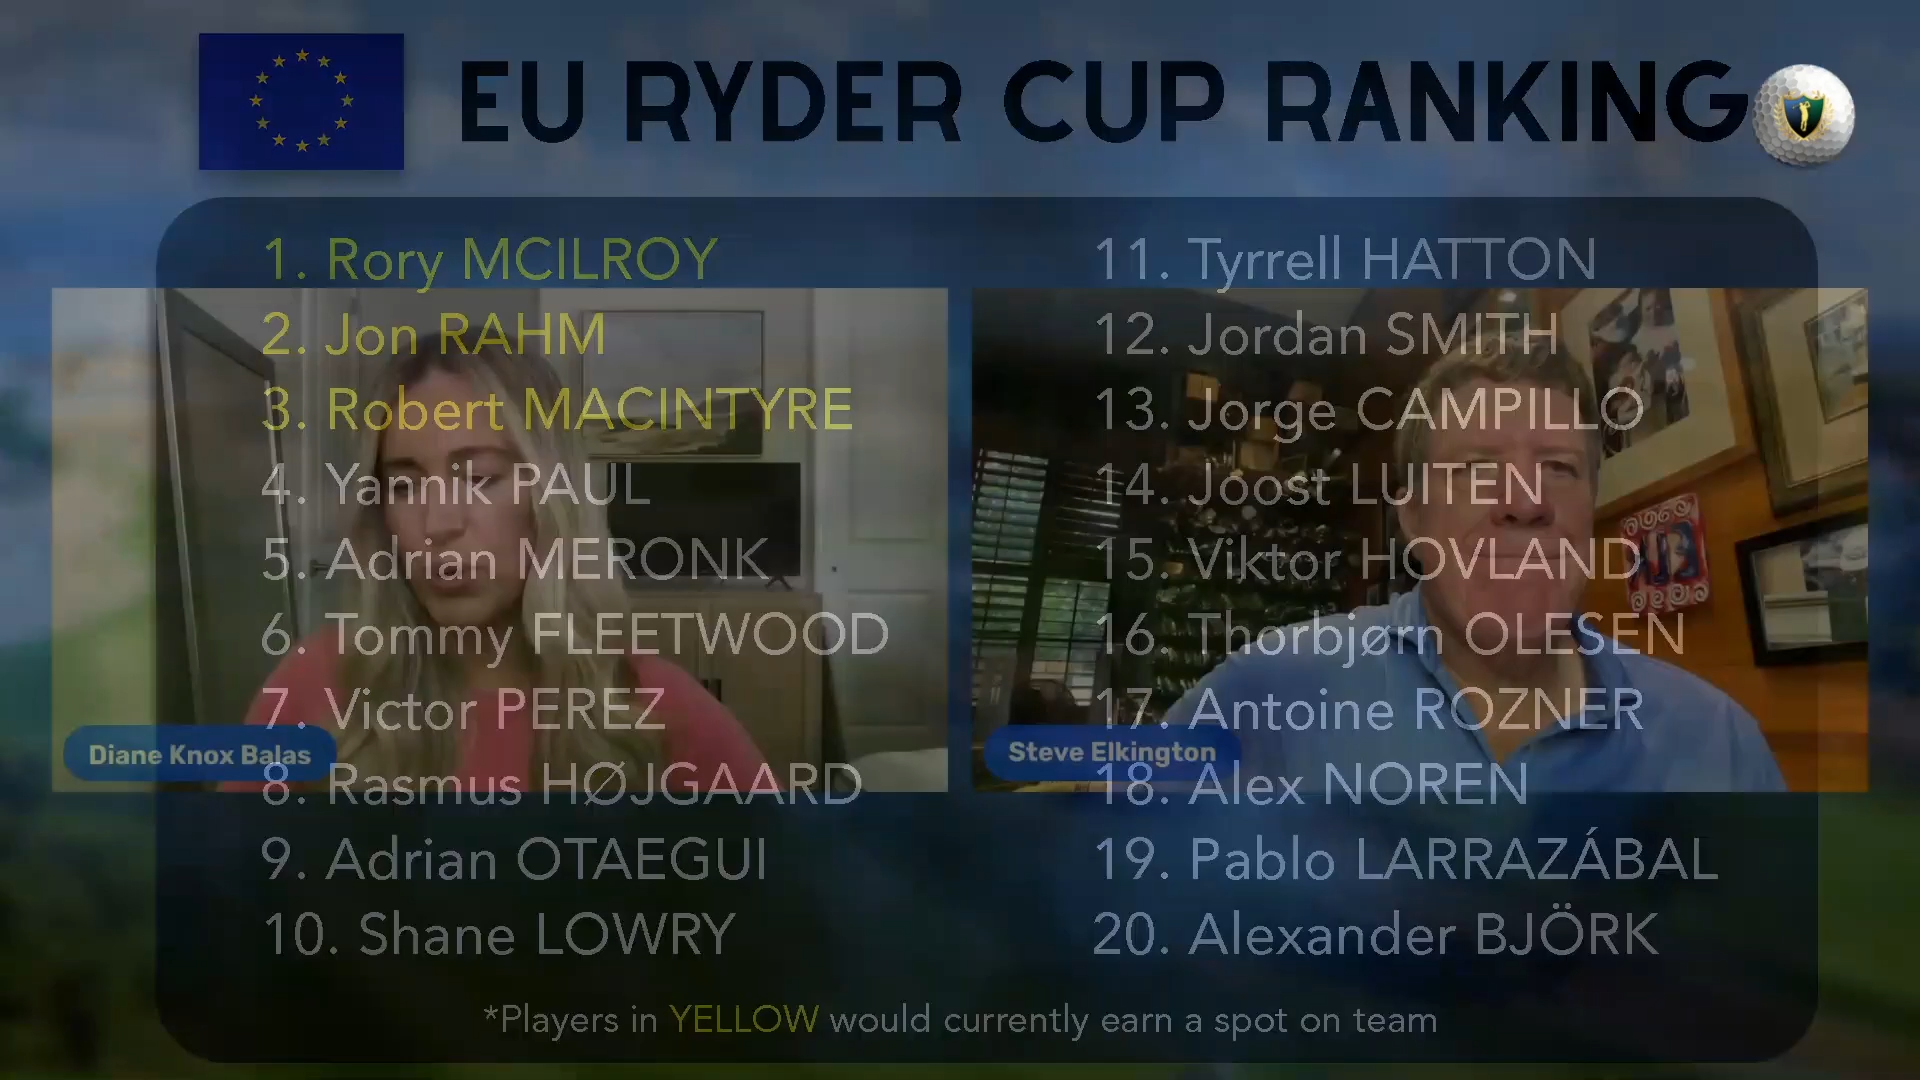 EU RYDER CUP RANKING
1. Rory MCILROY
2. Jon RAHM
3. Robert MACINTYRE
4. Yannik PAUL
5. Adrian MERONK
6. Tommy FLEETWOOD
7. Victor PEREZ
8. Rasmus HØJGAARD
9. Adrian OTAEGUI
10. Shane LOWRY
11. Tyrrell HATTON
12. Jordan SMITH
13. Jorge CAMPILLO
14. Joost LUITEN
15. Viktor HOVLAND
16. Thorbjørn OLESEN
17. Antoine ROZNER
18. Alex NOREN
19. Pablo LARRAZÁBAL
20. Alexander BJÖRK
Diane Knox Balas
Steve Elkington
*Players in YELLOW would currently earn a spot on team